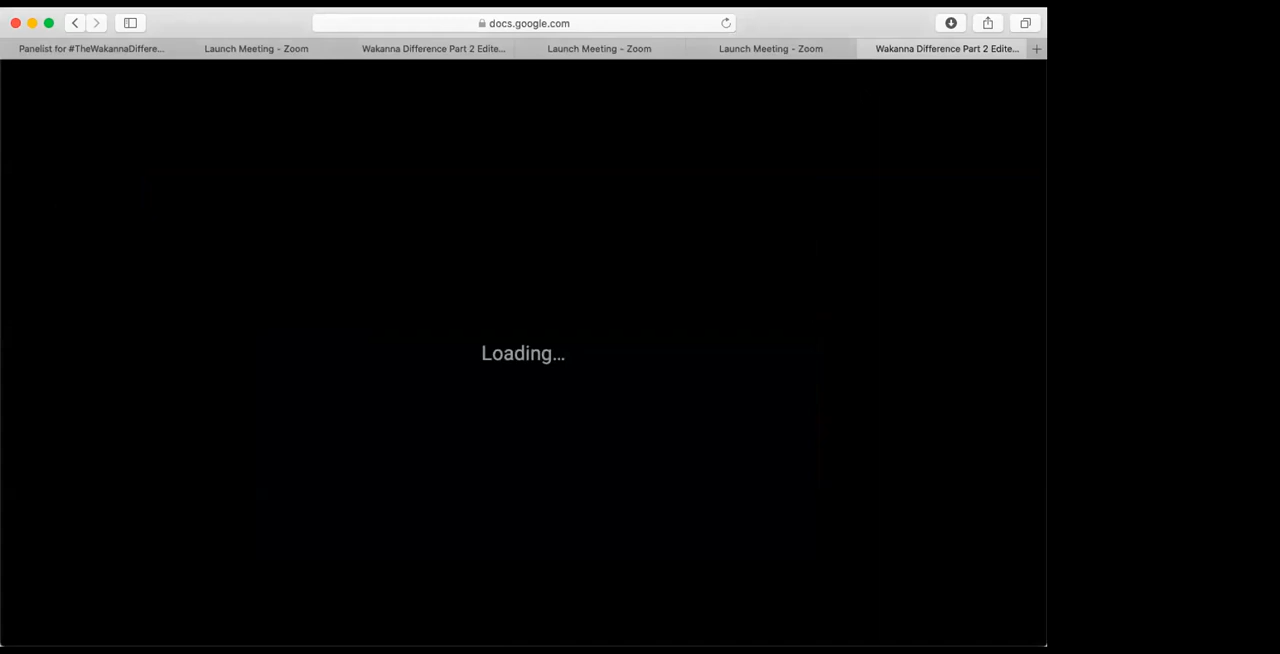 docs.google.com
Panelist for #TheWakannaDiffere...
Launch Meeting - Zoom
Wakanna Difference Part 2 Edite...
Launch Meeting - Zoom
Launch Meeting - Zoom
Wakanna Difference Part 2 Edite...
Loading...